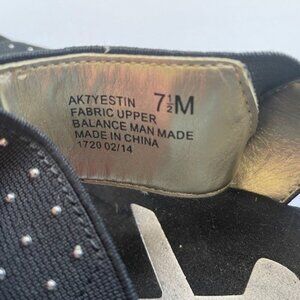 AK7YESTIN 7½M
FABRIC UPPER
BALANCE MAN MADE
MADE IN CHINA
1720 02/14